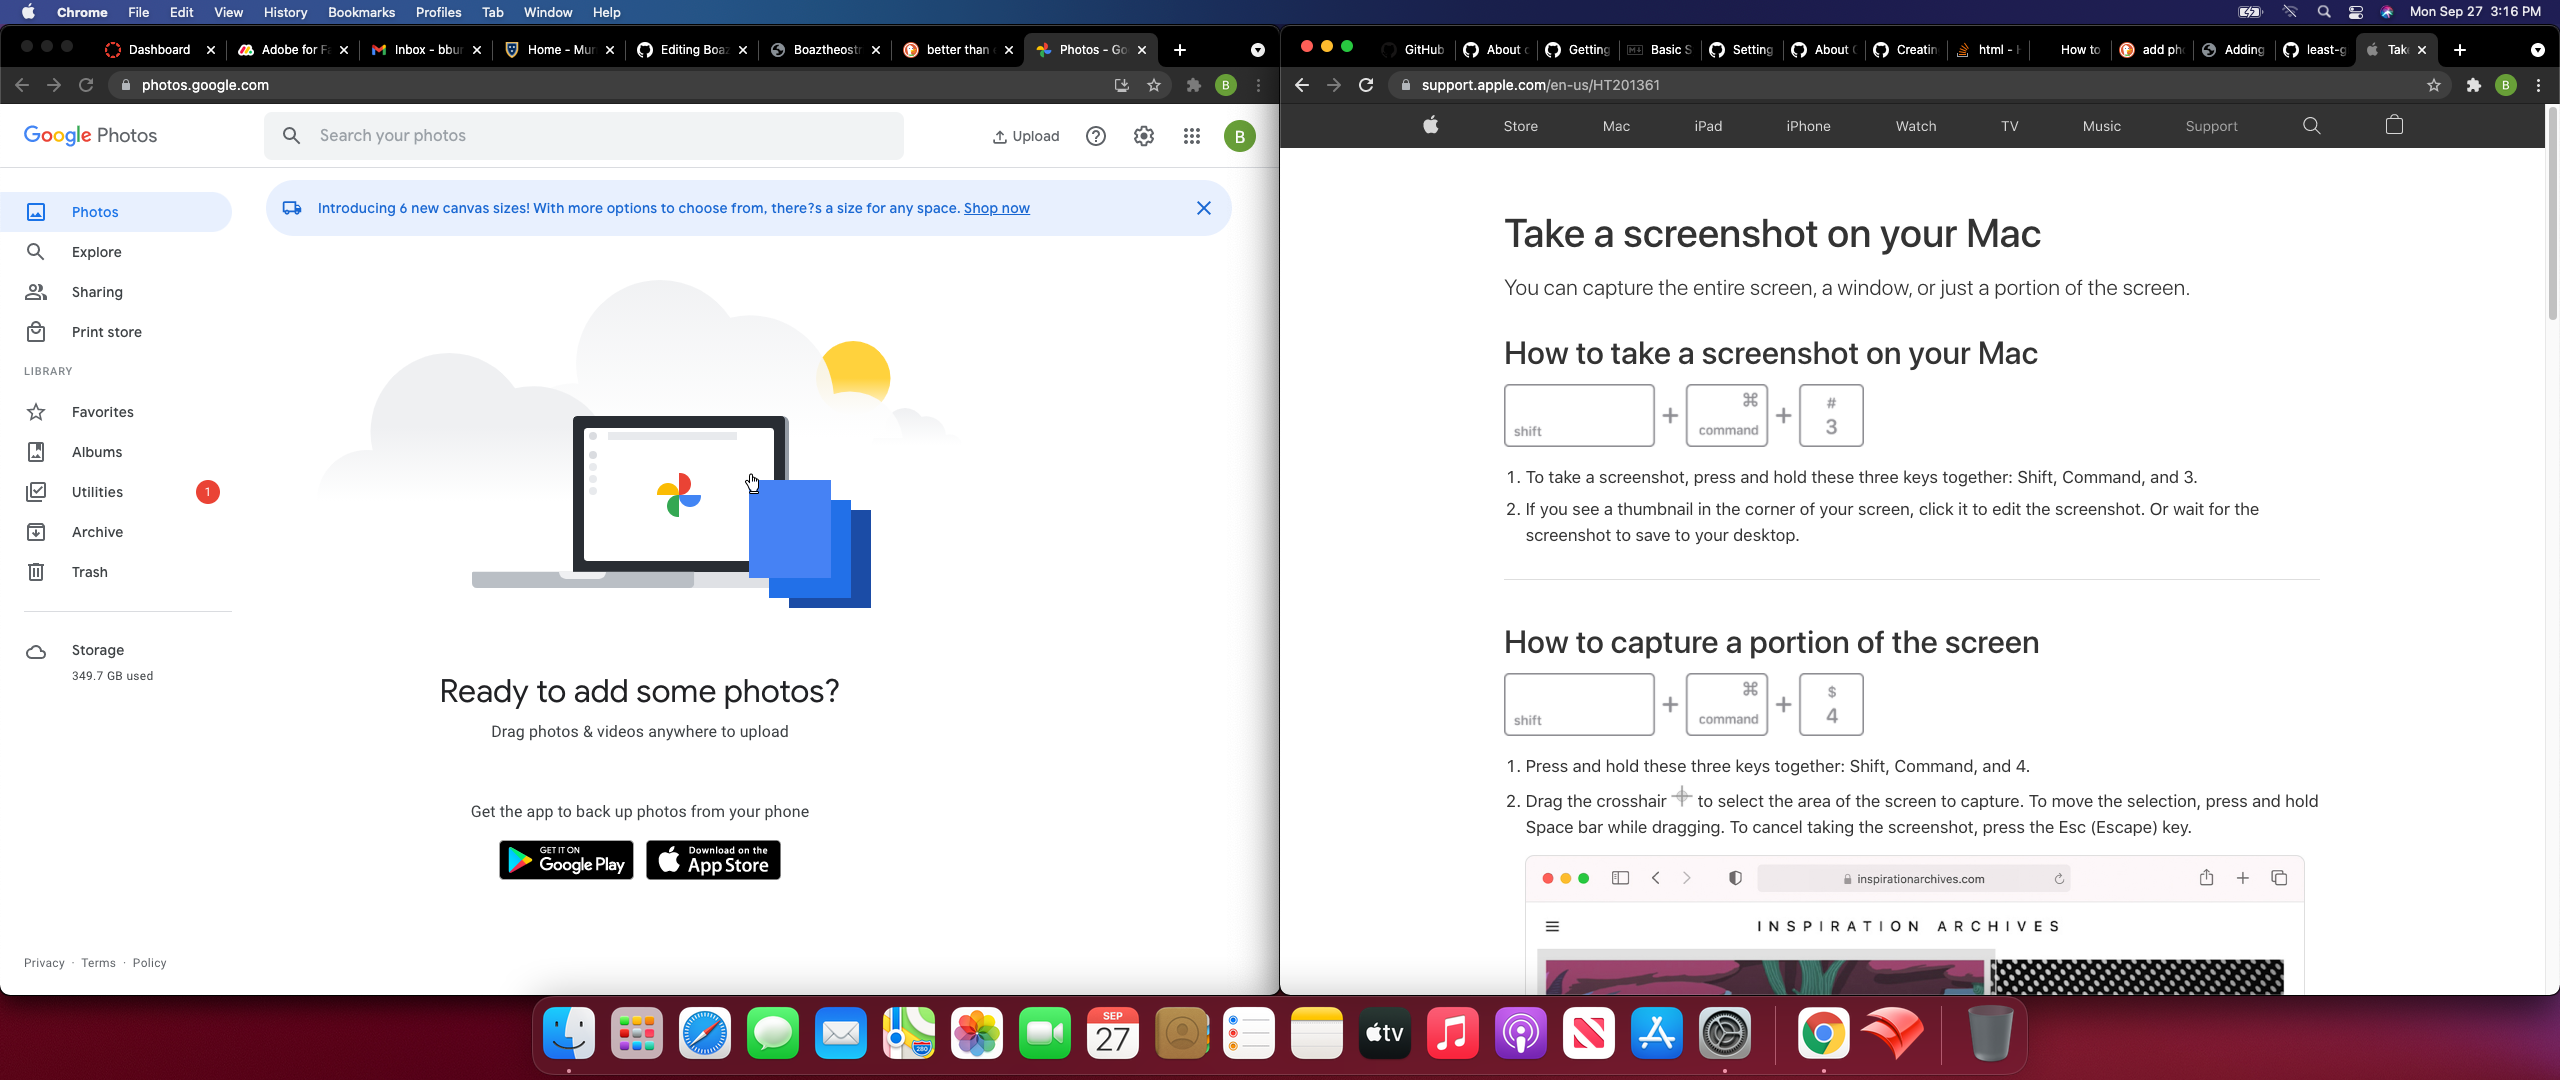 Chrome File Edit View History Bookmarks Profiles Tab Window Help
Mon Sep 27 3:16 PM
Dashboard
Adobe for Fa
Inbox - bbur
Home - Mur
Editing Boaz
Boaztheostr
better than
Photos - Go
photos.google.com
B
Google Photos
Search your photos
Upload
B
Photos
Explore
Sharing
Print store
LIBRARY
Favorites
Albums
Utilities
1
Archive
Trash
Storage
349.7 GB used
Privacy · Terms · Policy
Introducing 6 new canvas sizes! With more options to choose from, there?s a size for any space. Shop now
Ready to add some photos?
Drag photos & videos anywhere to upload
Get the app to back up photos from your phone
GET IT ON
Google Play
Download on the
App Store
GitHub
About
Getting
Basic S
Setting
About
Creatin
html -
How to
add pho
Adding
least-g
Tak
support.apple.com/en-us/HT201361
B
Store Mac iPad iPhone Watch TV Music Support
Take a screenshot on your Mac
You can capture the entire screen, a window, or just a portion of the screen.
How to take a screenshot on your Mac
shift + ⌘ command + # 3
1. To take a screenshot, press and hold these three keys together: Shift, Command, and 3.
2. If you see a thumbnail in the corner of your screen, click it to edit the screenshot. Or wait for the
screenshot to save to your desktop.
How to capture a portion of the screen
shift + ⌘ command + $ 4
1. Press and hold these three keys together: Shift, Command, and 4.
2. Drag the crosshair to select the area of the screen to capture. To move the selection, press and hold
Space bar while dragging. To cancel taking the screenshot, press the Esc (Escape) key.
inspirationarchives.com
INSPIRATION ARCHIVES
SEP
27
tv
280